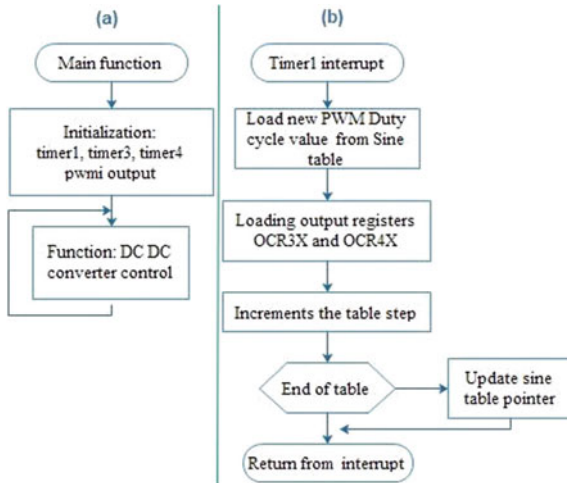 (a)
Main function
Initialization:
timer1, timer3, timer4
pwmi output
Function: DC DC
converter control
(b)
Timer1 interrupt
Load new PWM Duty
cycle value from Sine
table
Loading output registers
OCR3X and OCR4X
Increments the table step
End of table
Update sine
table pointer
Return from interrupt